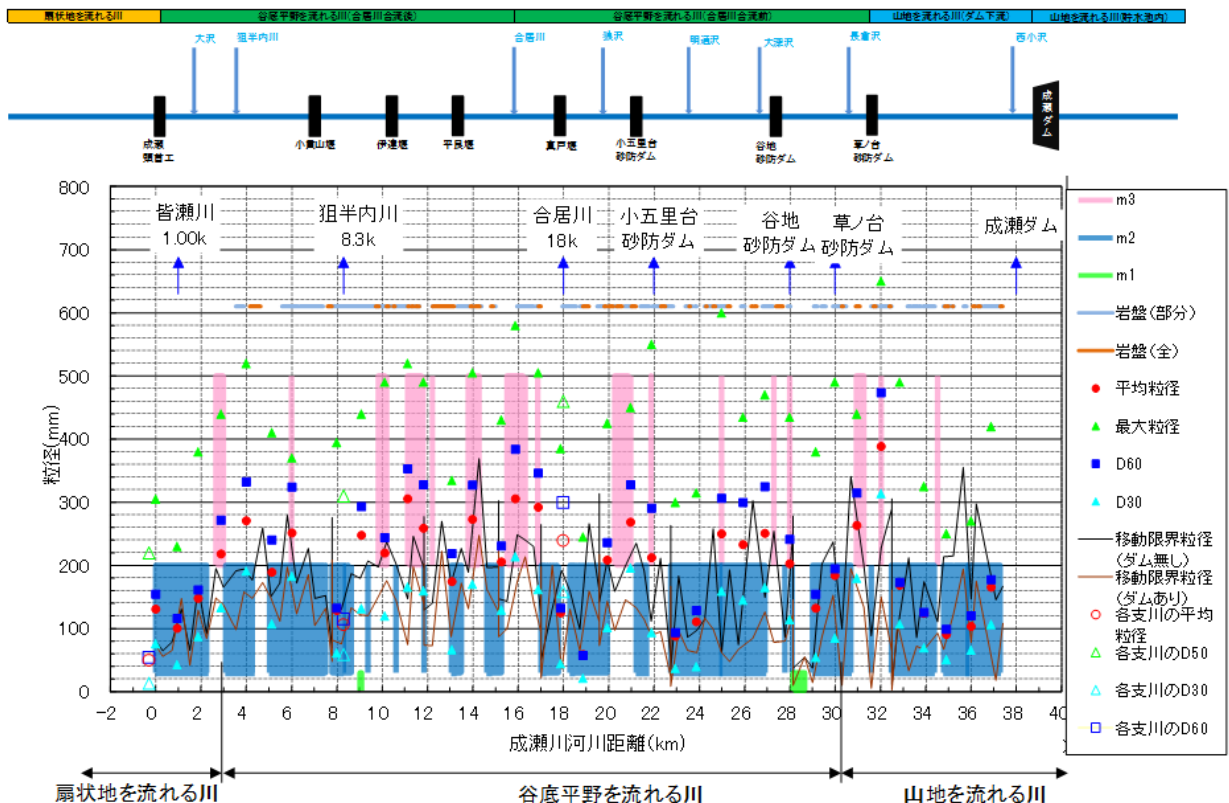 扇状地を流れる川
谷底平野を流れる川(合居川合流後)
谷底平野を流れる川(合居川合流前)
山地を流れる川(ダム下流)
山地を流れる川(貯水池内)
大沢
狙半内川
合居川
狼沢
明通沢
大深沢
長倉沢
西小沢
成瀬
頭首工
小貫山堰
伊達堰
平良堰
真戸堰
小五里台
砂防ダム
谷地
砂防ダム
草ノ台
砂防ダム
成瀬ダム
800
700
600
500
400
300
200
100
0
粒径(mm)
皆瀬川
1.00k
狙半内川
8.3k
合居川
18k
小五里台
砂防ダム
谷地
砂防ダム
草ノ台
砂防ダム
成瀬ダム
-2 0 2 4 6 8 10 12 14 16 18 20 22 24 26 28 30 32 34 36 38 40
成瀬川河川距離(km)
扇状地を流れる川
谷底平野を流れる川
山地を流れる川
m3
m2
m1
岩盤(部分)
岩盤(全)
平均粒径
最大粒径
D60
D30
移動限界粒径
(ダム無し)
移動限界粒径
(ダムあり)
各支川の平均
粒径
各支川のD50
各支川のD30
各支川のD60